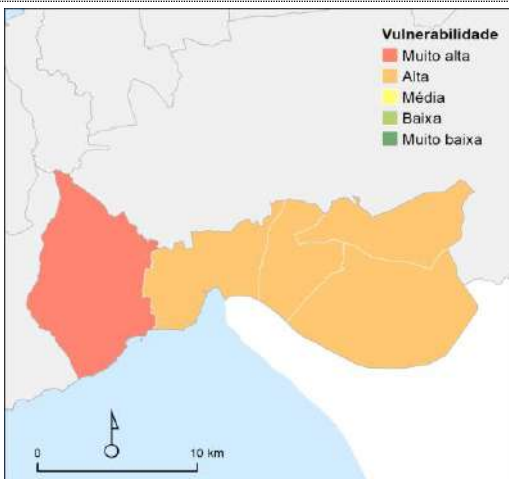 Vulnerabilidade
Muito alta
Alta
Média
Baixa
Muito baixa
0 10 km